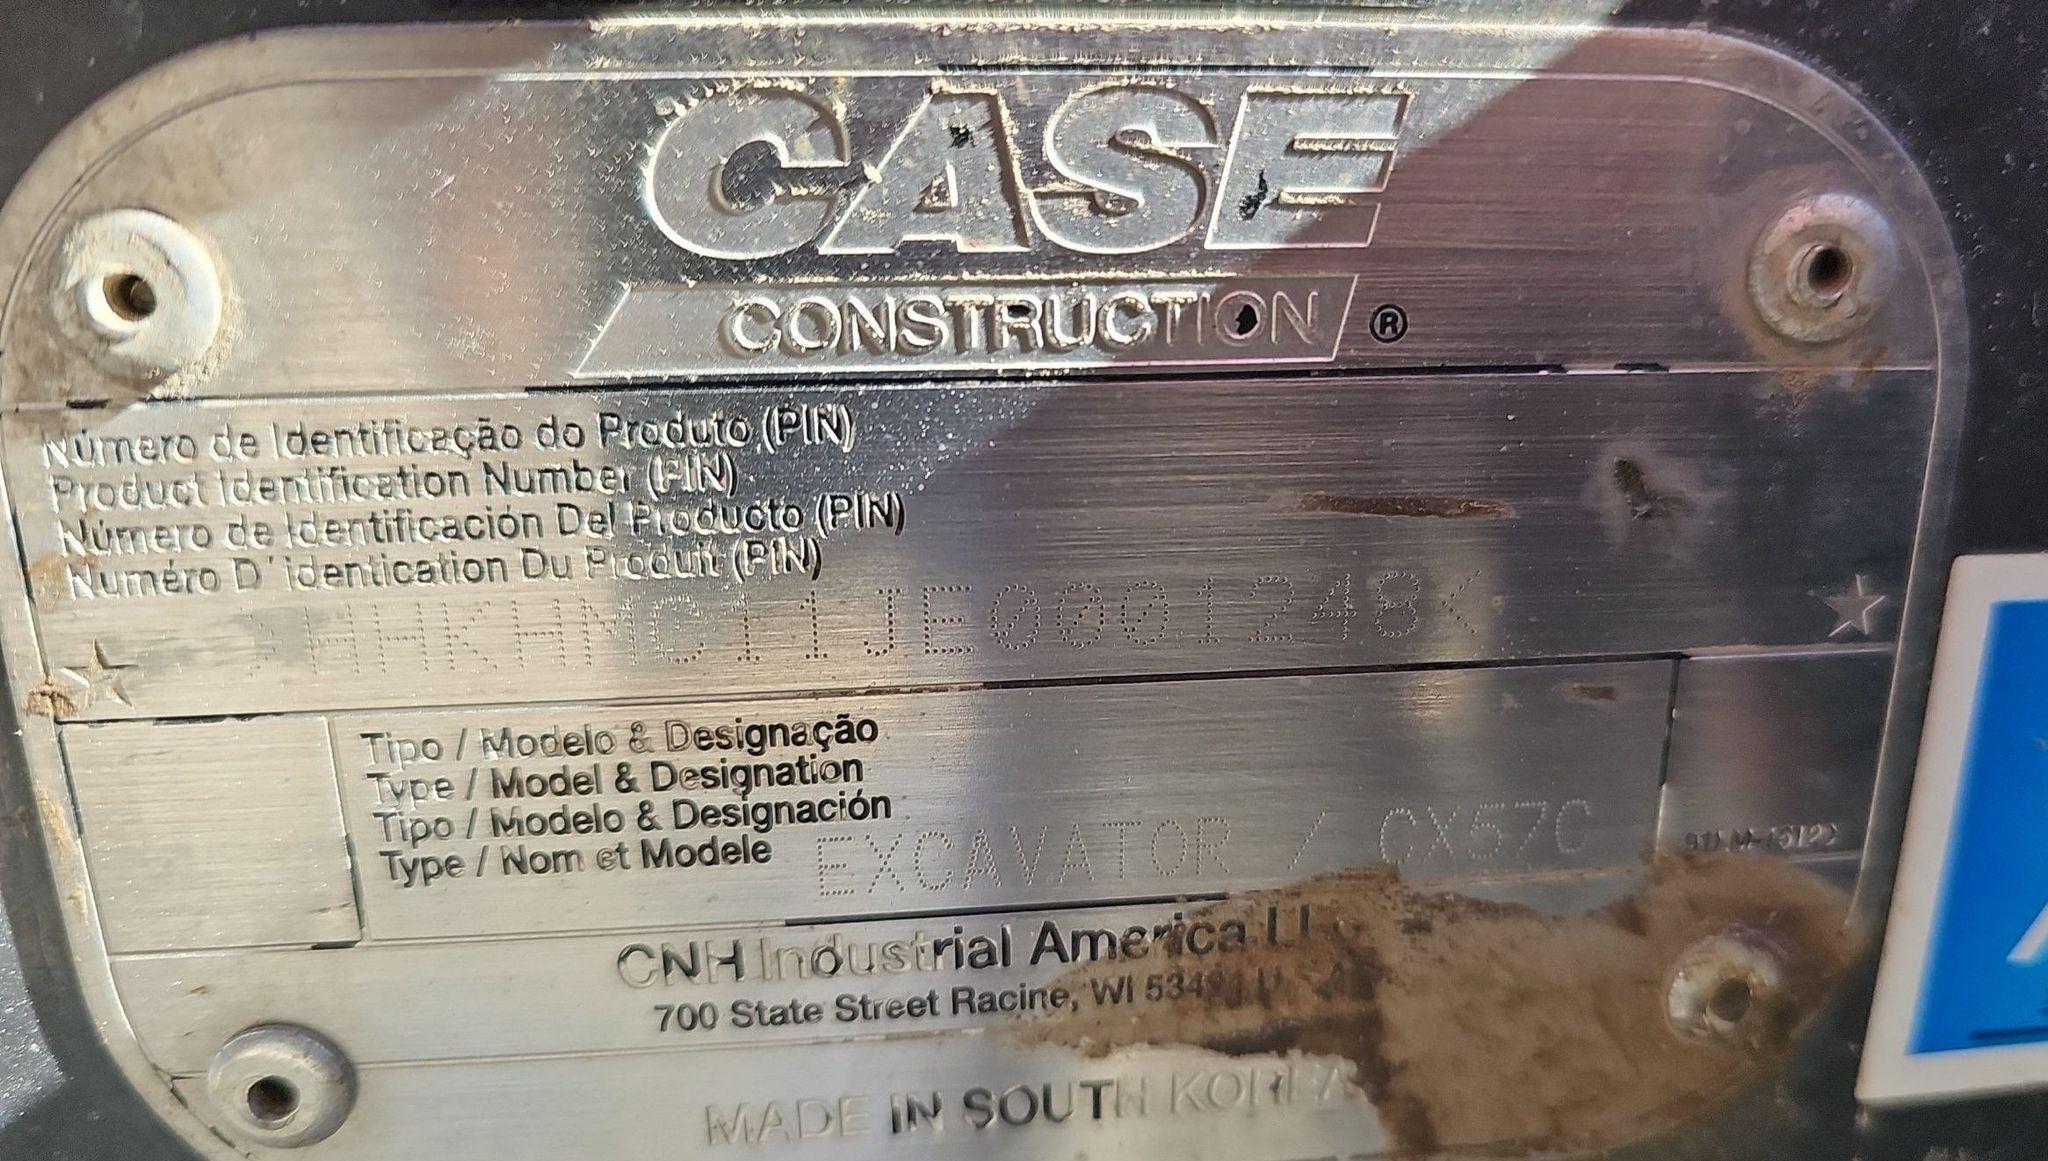 CASE
CONSTRUCTION ®
Número de Identificação do Produto (PIN)
Product Identification Number (PIN)
Número de Identificación Del Producto (PIN)
Numéro D'identication Du Produit (PIN)
Tipo / Modelo & Designação
Type / Model & Designation
Tipo / Modelo & Designación
Type / Nom et Modele
EXCAVATOR / CX57C
CNH Industrial America
700 State Street Racine, WI
MADE IN SOUTH KOREA